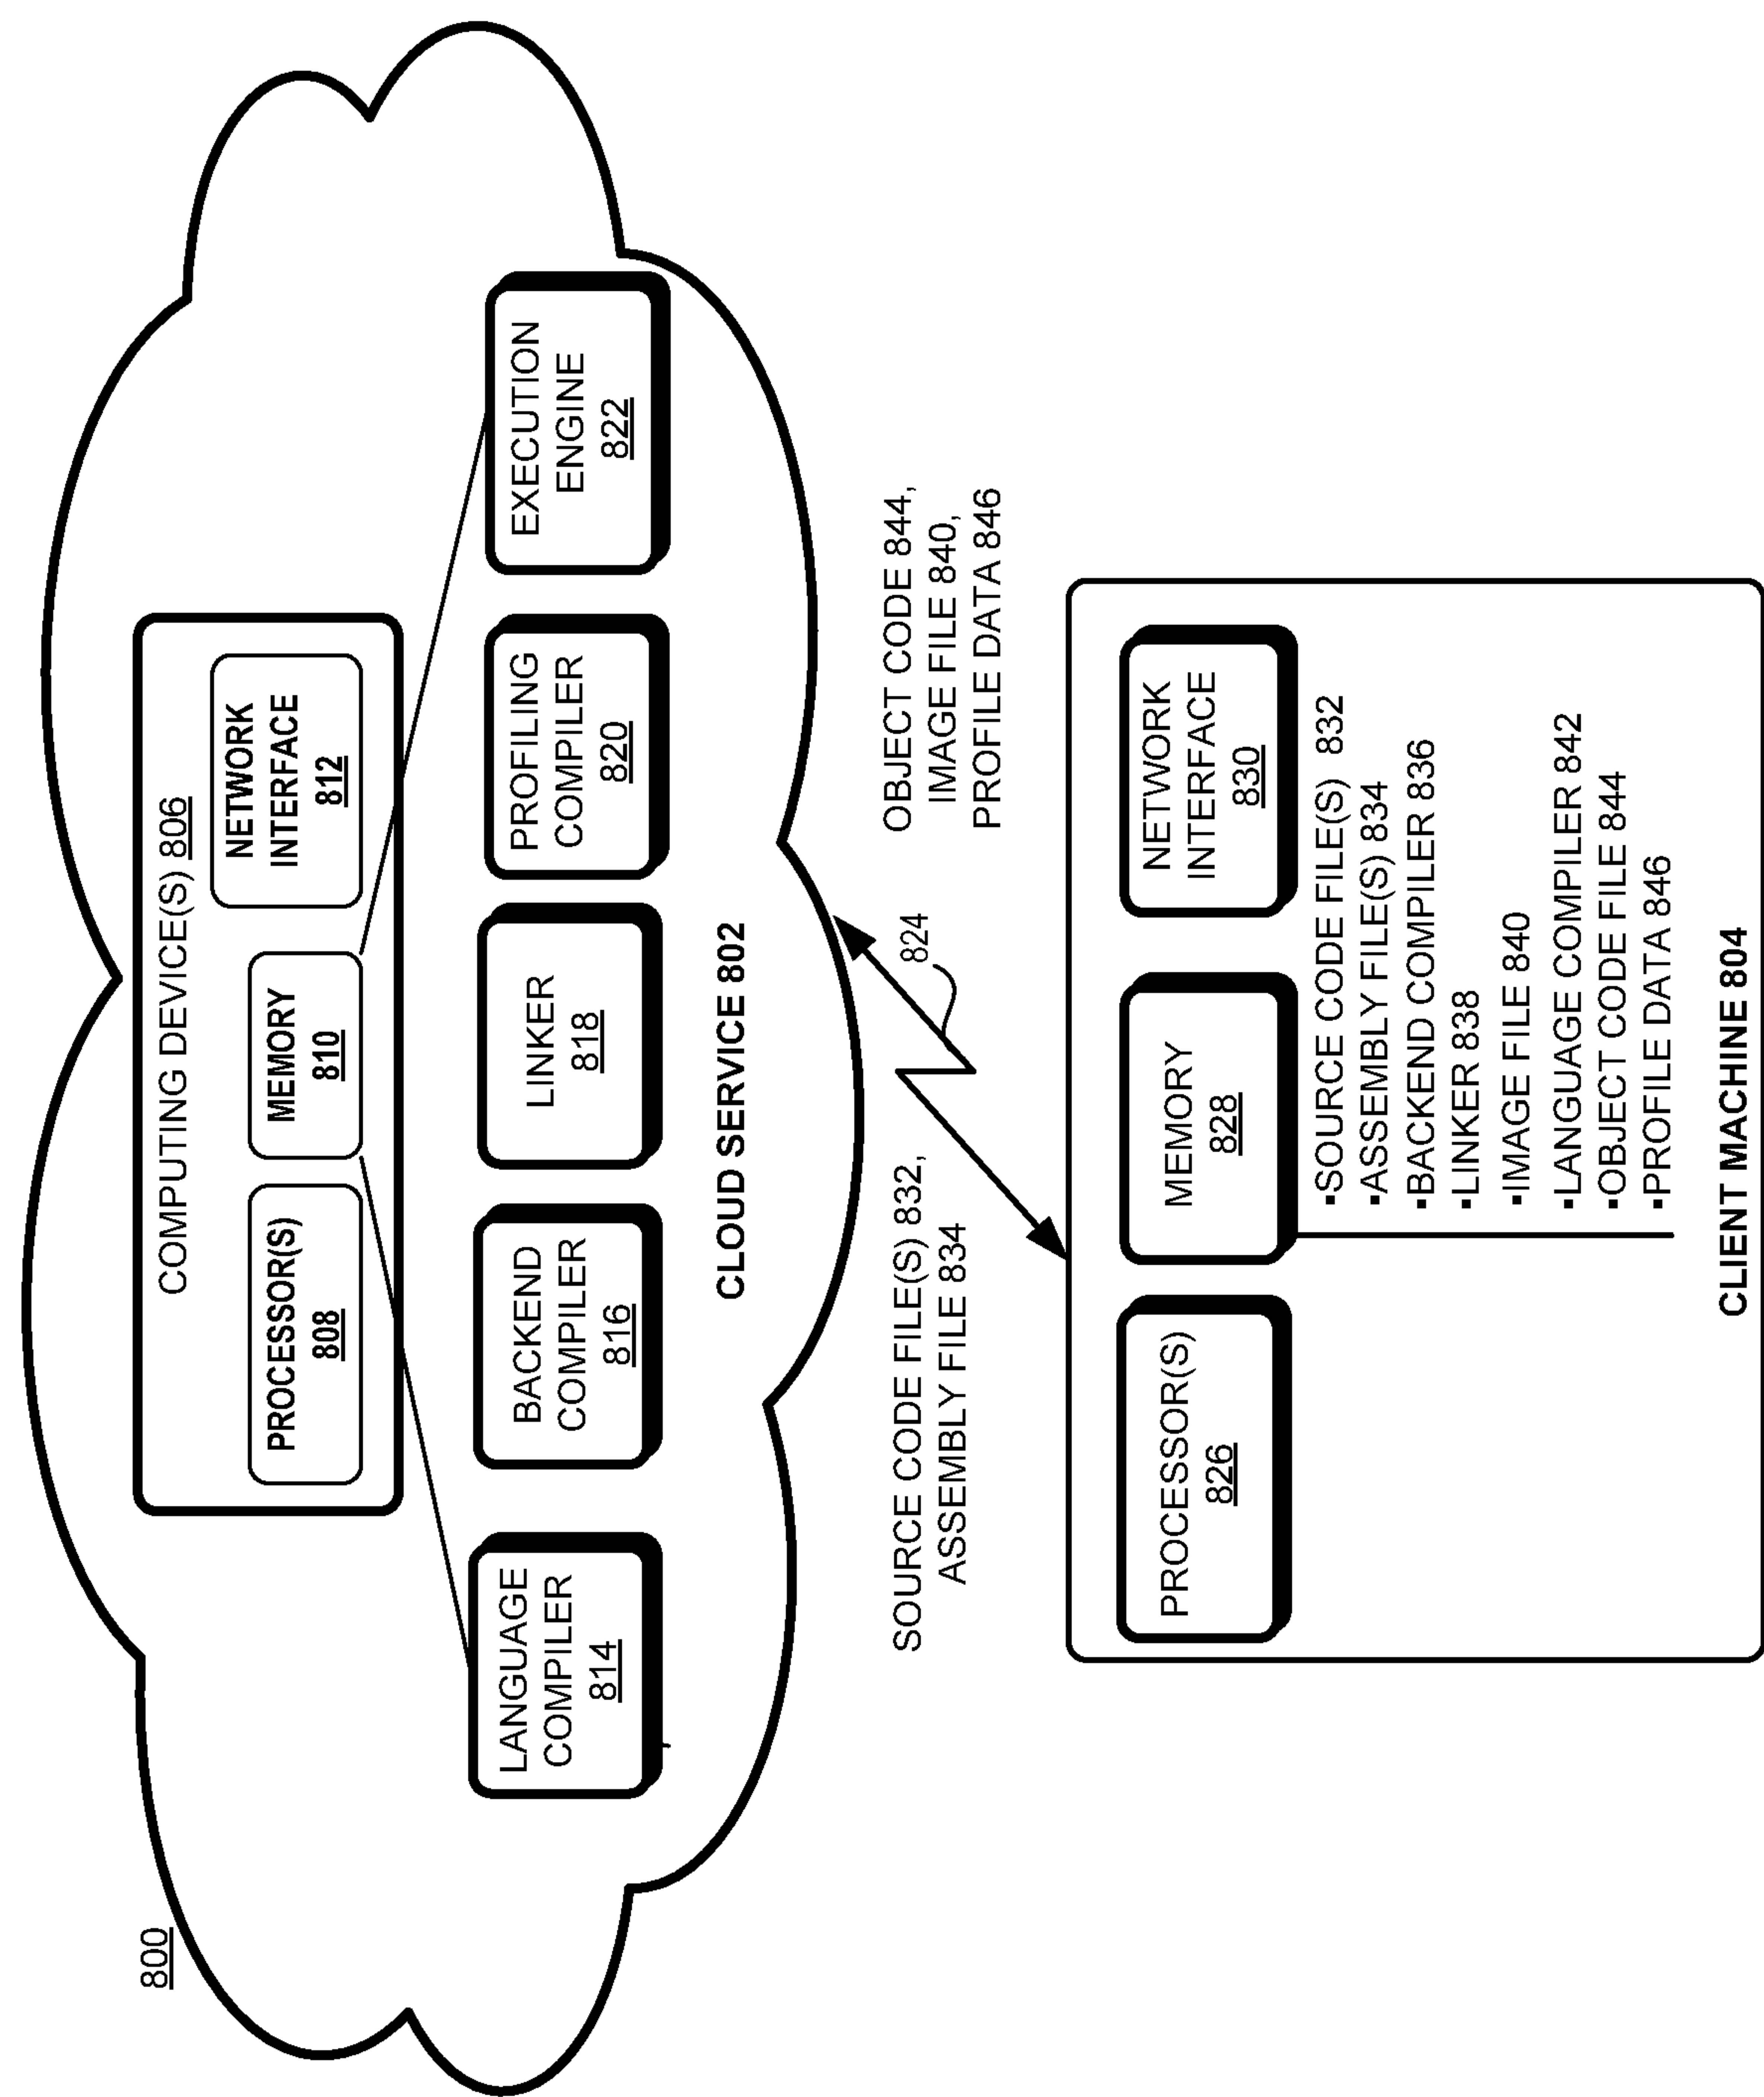 800
COMPUTING DEVICE(S) 806
PROCESSOR(S)
808
MEMORY
810
NETWORK
INTERFACE
812
LANGUAGE
COMPILER
814
BACKEND
COMPILER
816
LINKER
818
PROFILING
COMPILER
820
EXECUTION
ENGINE
822
CLOUD SERVICE 802
SOURCE CODE FILE(S) 832,
ASSEMBLY FILE 834
824
OBJECT CODE 844,
IMAGE FILE 840,
PROFILE DATA 846
PROCESSOR(S)
826
MEMORY
828
NETWORK
INTERFACE
830
▪SOURCE CODE FILE(S) 832
▪ASSEMBLY FILE(S) 834
▪BACKEND COMPILER 836
▪LINKER 838
▪IMAGE FILE 840
▪LANGUAGE COMPILER 842
▪OBJECT CODE FILE 844
▪PROFILE DATA 846
CLIENT MACHINE 804